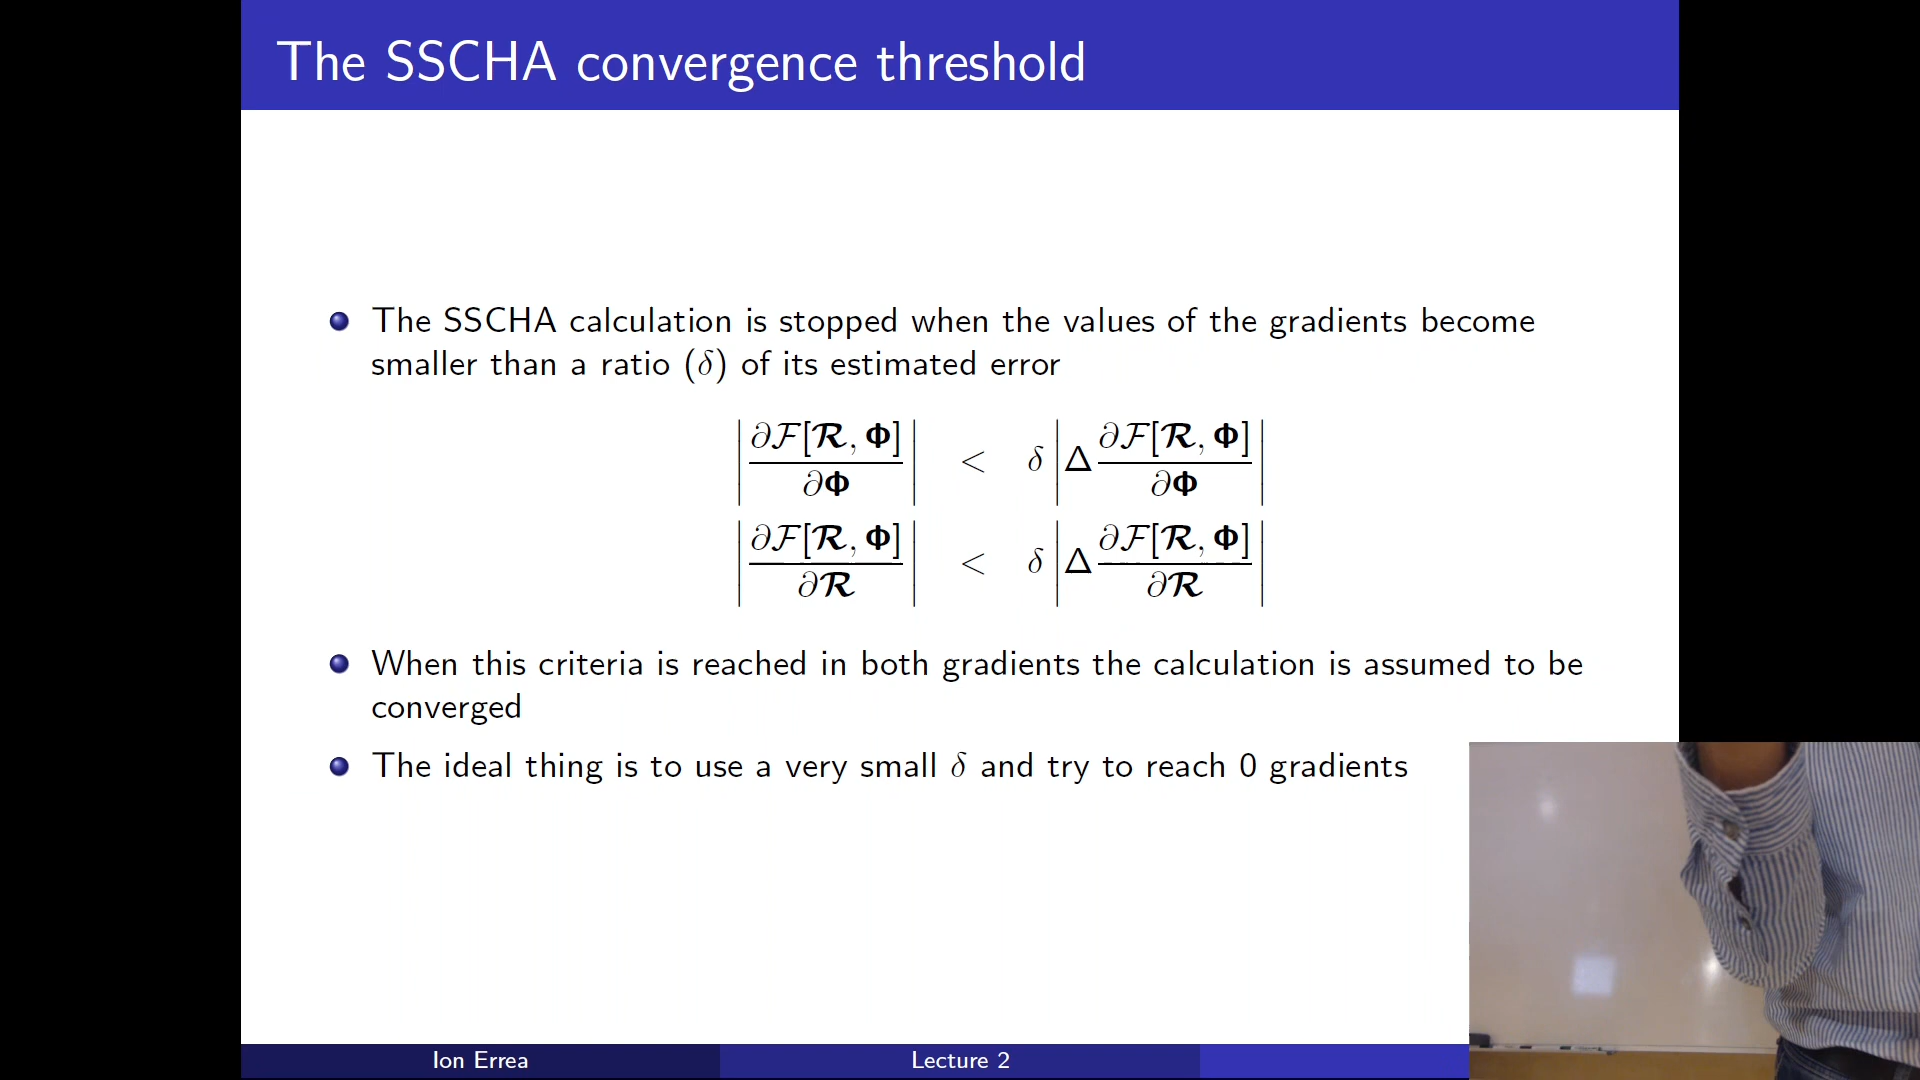 The SSCHA convergence threshold
The SSCHA calculation is stopped when the values of the gradients become
smaller than a ratio (δ) of its estimated error
|∂ℱ[𝓡, 𝚽]/∂𝚽| < δ |Δ ∂ℱ[𝓡, 𝚽]/∂𝚽|
|∂ℱ[𝓡, 𝚽]/∂𝓡| < δ |Δ ∂ℱ[𝓡, 𝚽]/∂𝓡|
When this criteria is reached in both gradients the calculation is assumed to be
converged
The ideal thing is to use a very small δ and try to reach 0 gradients
Ion Errea
Lecture 2